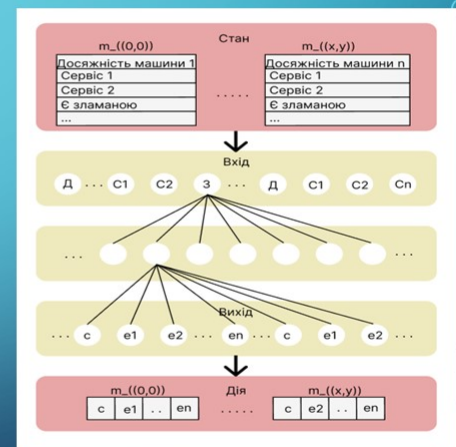 Стан
m_((0,0)) m_((x,y))
Досяжність машини 1 Досяжність машини n
Сервіс 1 Сервіс 1
Сервіс 2 Сервіс 2
Є зламаною ..... Є зламаною
... ...
Вхід
Д ... С1 С2 З ... Д С1 С2 Сn
... ...
Вихід
... c e1 e2 ... en ... c e1 e2 ...
m_((0,0)) Дія m_((x,y))
c e1 .. en ..... c e2 .. en